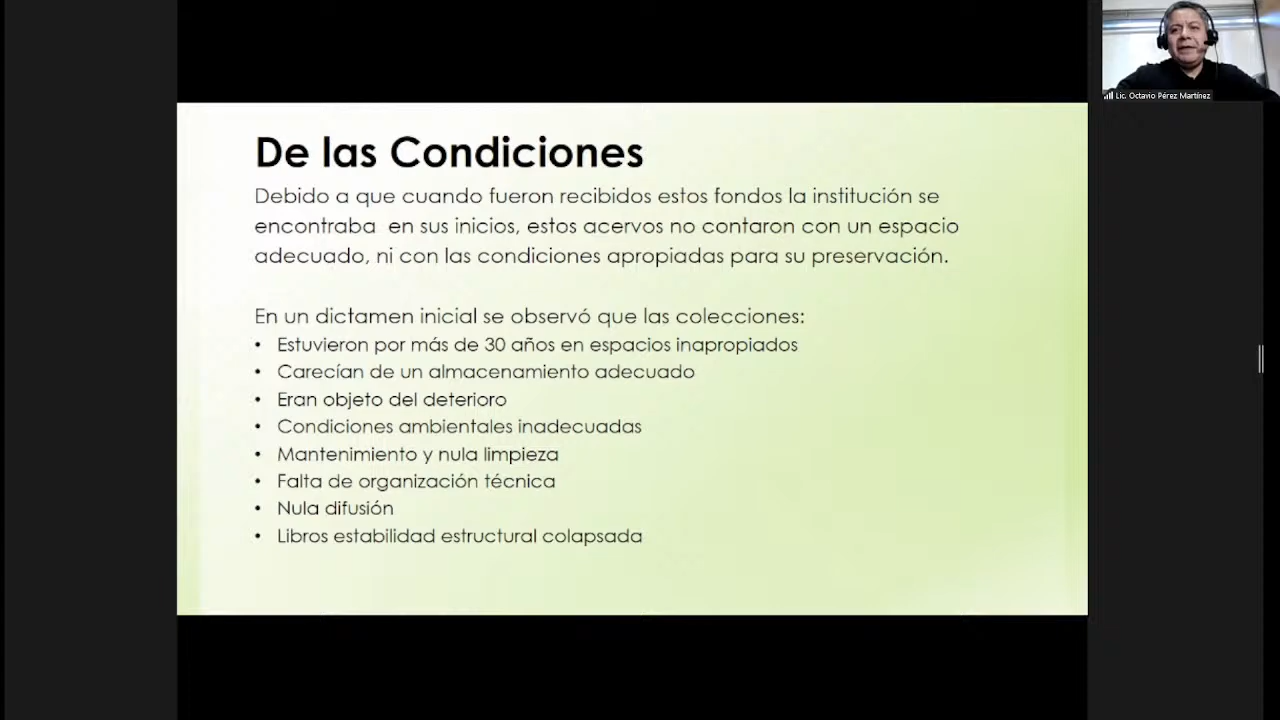 De las Condiciones
Debido a que cuando fueron recibidos estos fondos la institución se
encontraba en sus inicios, estos acervos no contaron con un espacio
adecuado, ni con las condiciones apropiadas para su preservación.
En un dictamen inicial se observó que las colecciones:
• Estuvieron por más de 30 años en espacios inapropiados
• Carecían de un almacenamiento adecuado
• Eran objeto del deterioro
• Condiciones ambientales inadecuadas
• Mantenimiento y nula limpieza
• Falta de organización técnica
• Nula difusión
• Libros estabilidad estructural colapsada
Lic. Octavio Pérez Martínez